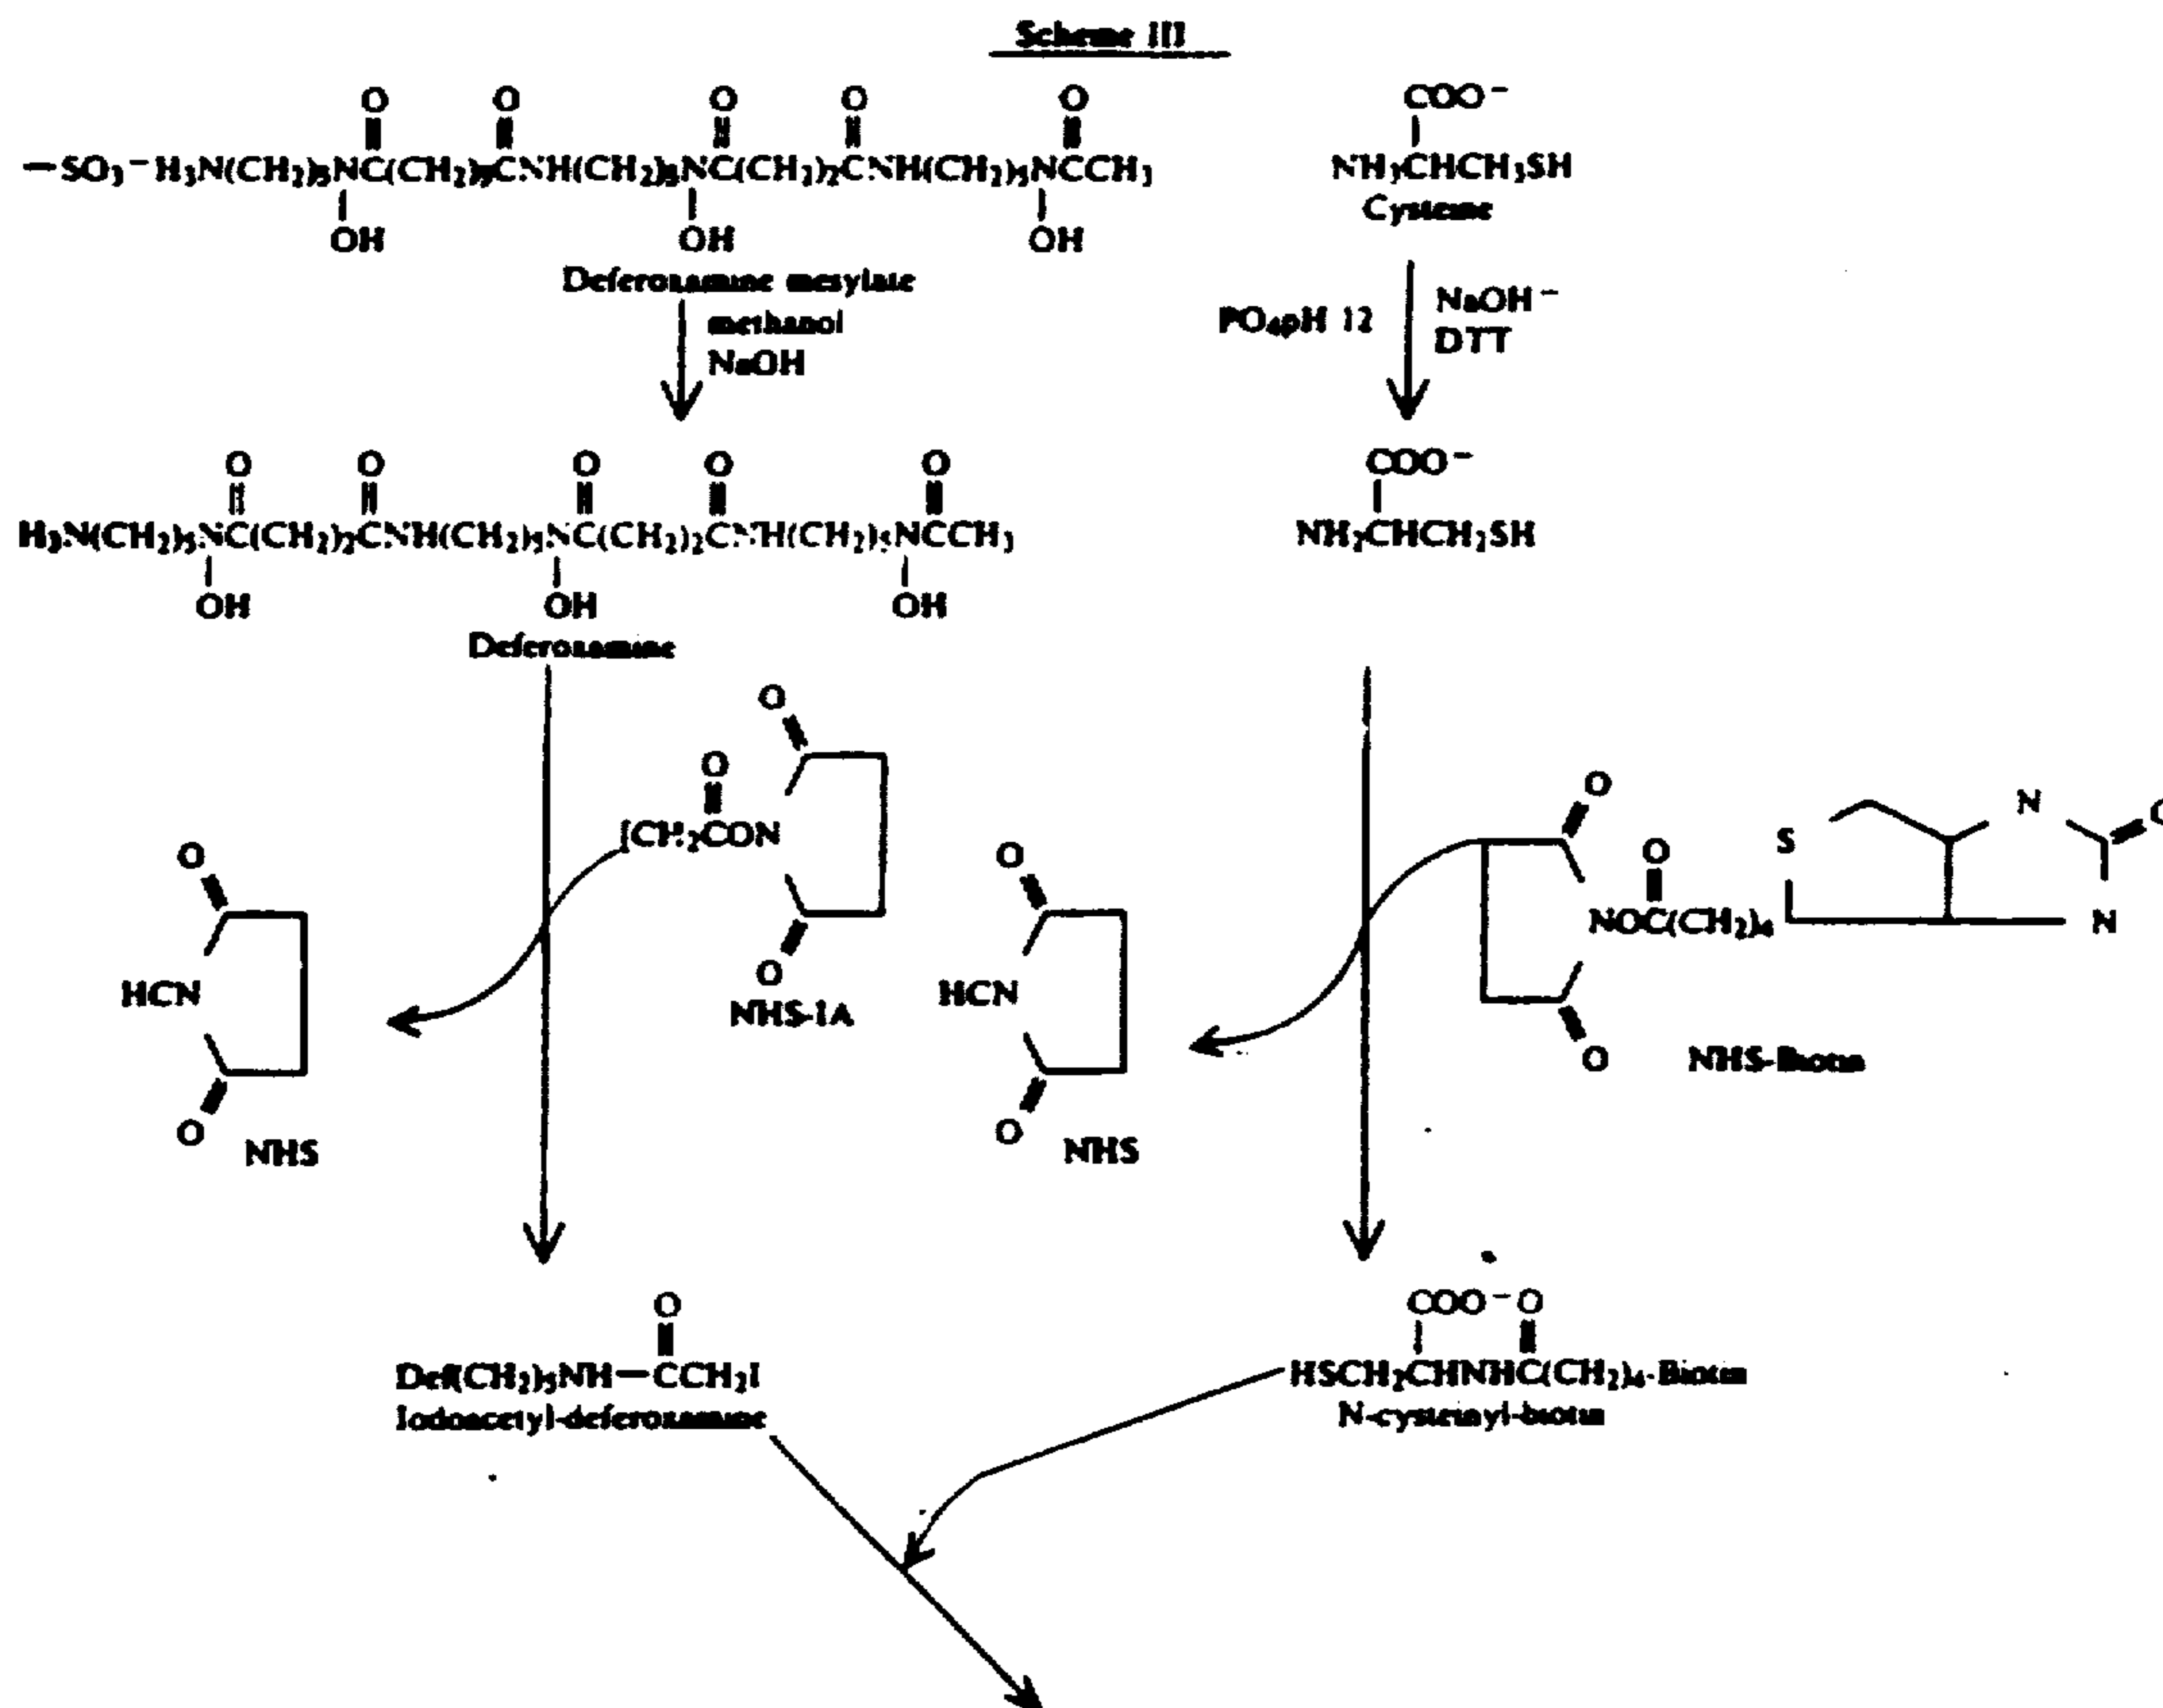 Scheme III
O O O O O COO−
—SO₃⁻H₃N(CH₂)₅NC(CH₂)₂CNH(CH₂)₅NC(CH₂)₂CNH(CH₂)₅NCCH₃ NH₂CHCH₂SH
OH OH OH Cysteine
Deferoxamine mesylate
methanol
NaOH
PO₄pH 12 NaOH−
DTT
O O O O O COO−
H₃N(CH₂)₅NC(CH₂)₂CNH(CH₂)₅NC(CH₂)₂CNH(CH₂)₅NCCH₃ NH₂CHCH₂SH
OH OH OH
Deferoxamine
O
O
[CH₂CON
O
NHS-IA
O
HCN
O
NHS
O
O
NOC(CH₂)₄
S N O
N
O
NHS-Biotin
O
HCN
O
NHS
O
Def(CH₂)₅NH—CCH₂I
Iodoacetyl-deferoxamine
COO−O
HSCH₂CHNHC(CH₂)₄-Biotin
N-cysteinyl-biotin